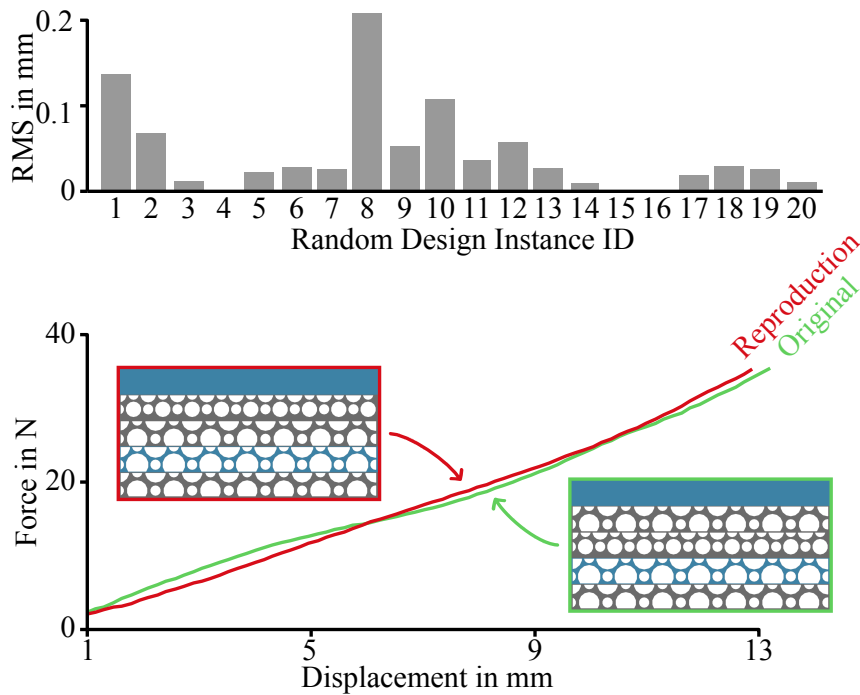 0.2
0.1
0
RMS in mm
1 2 3 4 5 6 7 8 9 10 11 12 13 14 15 16 17 18 19 20
Random Design Instance ID
Reproduction
Original
40
20
0
Force in N
1 5 9 13
Displacement in mm